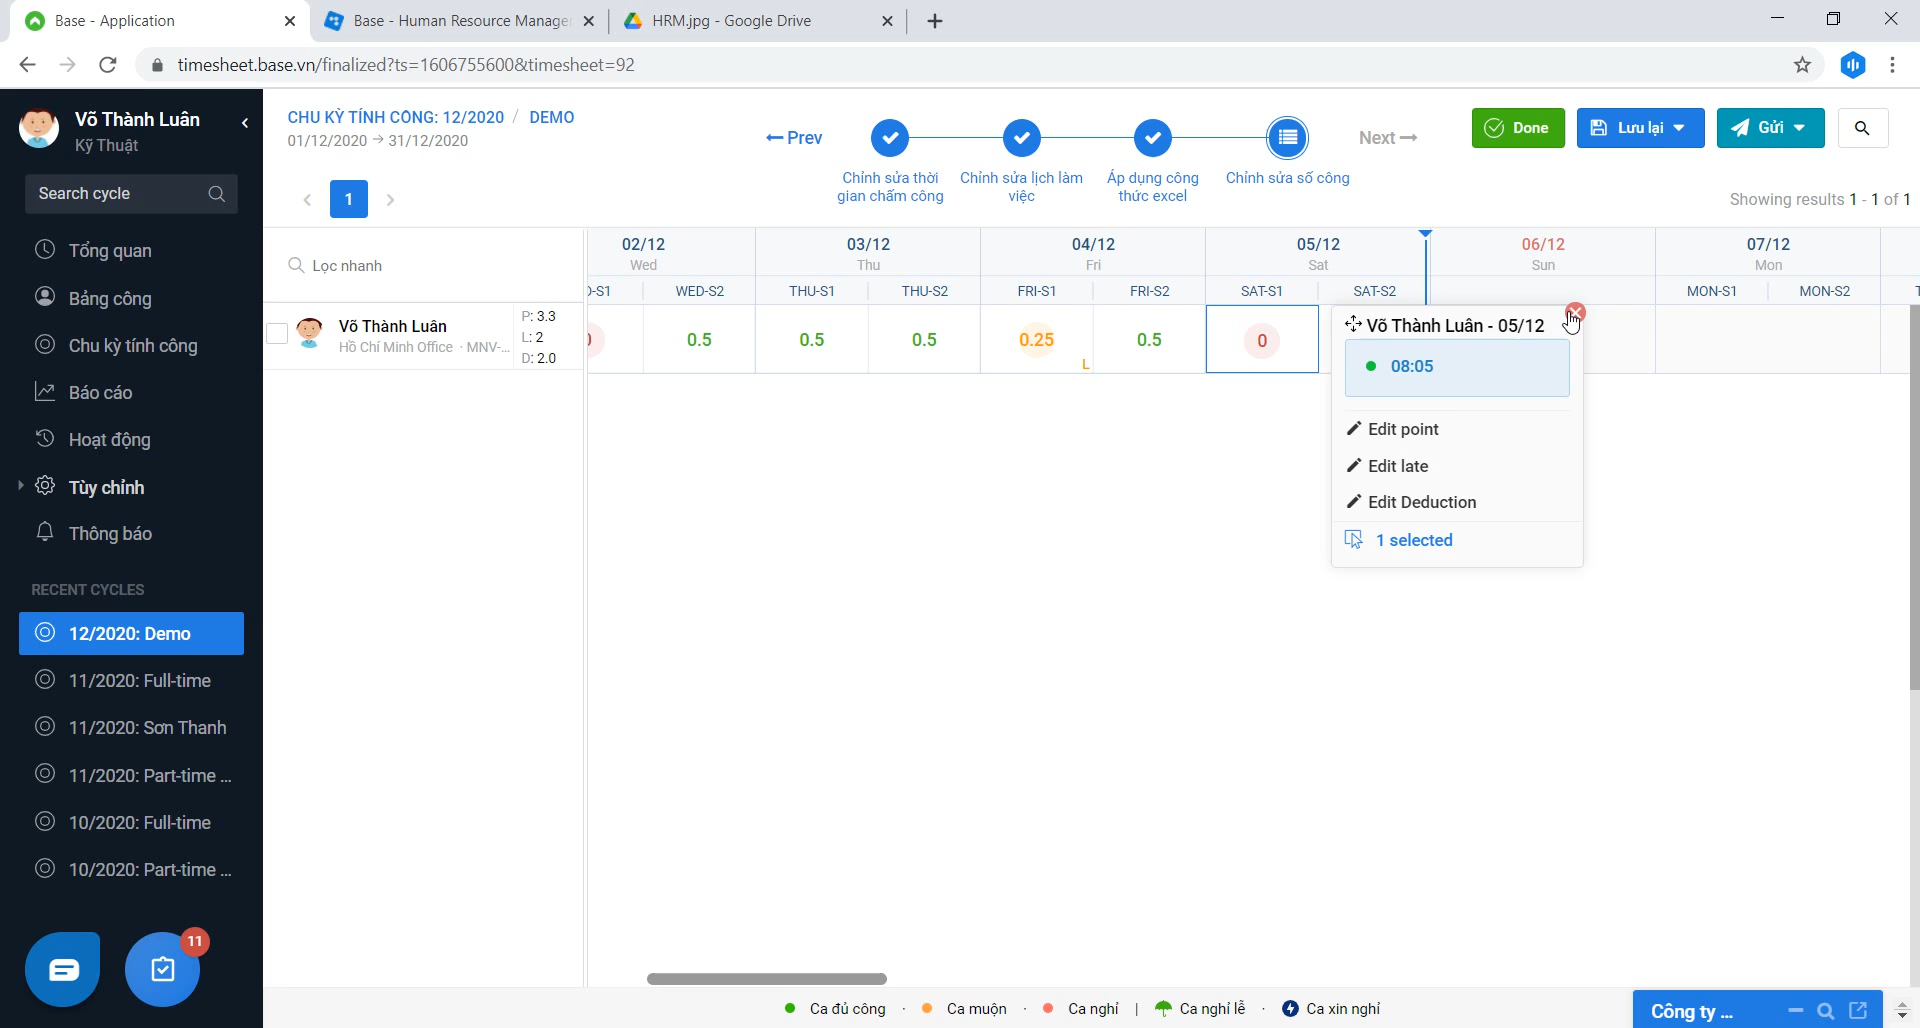 Base - Application
Base - Human Resource Manage
HRM.jpg - Google Drive
timesheet.base.vn/finalized?ts=1606755600&timesheet=92
Võ Thành Luân
Kỹ Thuật
Search cycle
Tổng quan
Bảng công
Chu kỳ tính công
Báo cáo
Hoạt động
Tùy chỉnh
Thông báo
RECENT CYCLES
12/2020: Demo
11/2020: Full-time
11/2020: Sơn Thanh
11/2020: Part-time ...
10/2020: Full-time
10/2020: Part-time ...
11
CHU KỲ TÍNH CÔNG: 12/2020 / DEMO
01/12/2020 → 31/12/2020
Prev
Chỉnh sửa thời gian chấm công
Chỉnh sửa lịch làm việc
Áp dụng công thức excel
Chỉnh sửa số công
Next
Done
Lưu lại
Gửi
1
Showing results 1 - 1 of 1
Lọc nhanh
02/12 03/12 04/12 05/12 06/12 07/12
Wed Thu Fri Sat Sun Mon
-S1 WED-S2 THU-S1 THU-S2 FRI-S1 FRI-S2 SAT-S1 SAT-S2 MON-S1 MON-S2
Võ Thành Luân
Hồ Chí Minh Office · MNV-...
P: 3.3
L: 2
D: 2.0
0.5 0.5 0.5 0.25 L 0.5 0
Võ Thành Luân - 05/12
08:05
Edit point
Edit late
Edit Deduction
1 selected
Ca đủ công · Ca muộn · Ca nghỉ | Ca nghỉ lễ · Ca xin nghỉ
Công ty ...